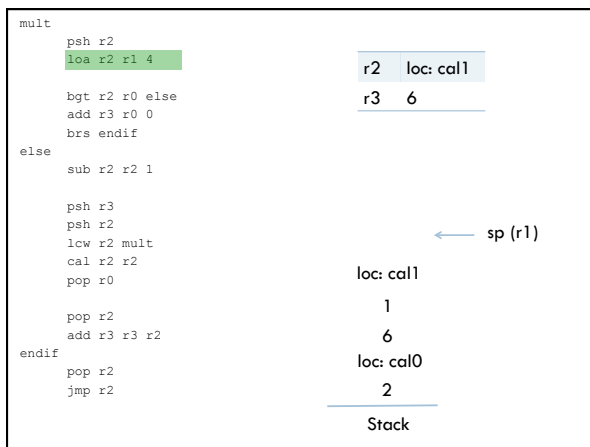 mult
psh r2
loa r2 r1 4
bgt r2 r0 else
add r3 r0 0
brs endif
else
sub r2 r2 1
psh r3
psh r2
lcw r2 mult
cal r2 r2
pop r0
pop r2
add r3 r3 r2
endif
pop r2
jmp r2
r2 loc: cal1
r3 6
sp (r1)
loc: cal1
1
6
loc: cal0
2
Stack